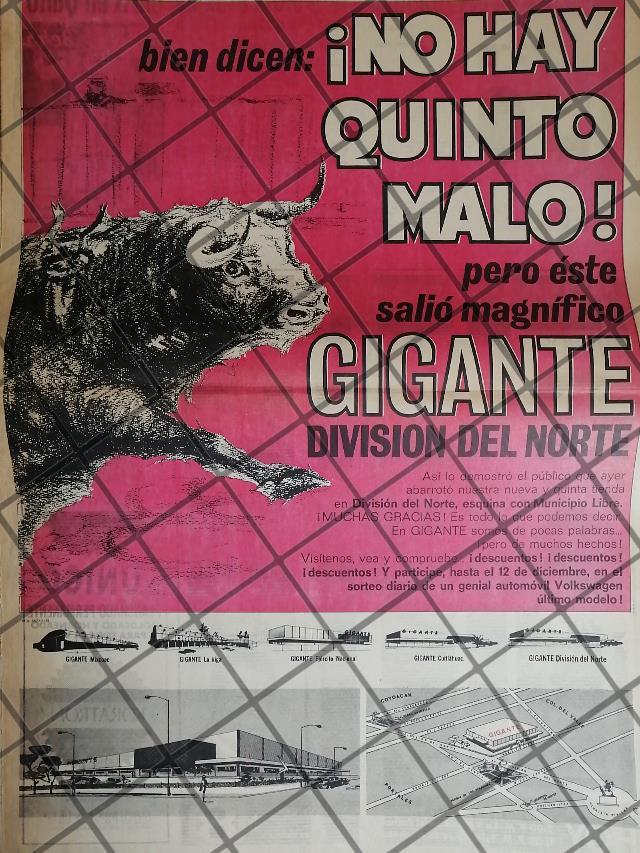 bien dicen: ¡NO HAY
QUINTO
MALO!
pero éste
salió magnífico
GIGANTE
DIVISION DEL NORTE
Así lo demostró el público que ayer
abarrotó nuestra nueva y quinta tienda
en División del Norte, esquina con Municipio Libre.
¡MUCHAS GRACIAS! Es todo lo que podemos decir.
En GIGANTE somos de pocas palabras...
¡pero de muchos hechos!
Visítenos, vea y compruebe.. ¡descuentos! ¡descuentos!
¡descuentos! Y participe, hasta el 12 de diciembre, en el
sorteo diario de un genial automóvil Volkswagen
último modelo!
GIGANTE Mixcoac
GIGANTE La Viga
GIGANTE Ejército Nacional
GIGANTE Cuitláhuac
GIGANTE División del Norte
COYOACAN
COL. DEL VALLE
GIGANTE
PORTALES